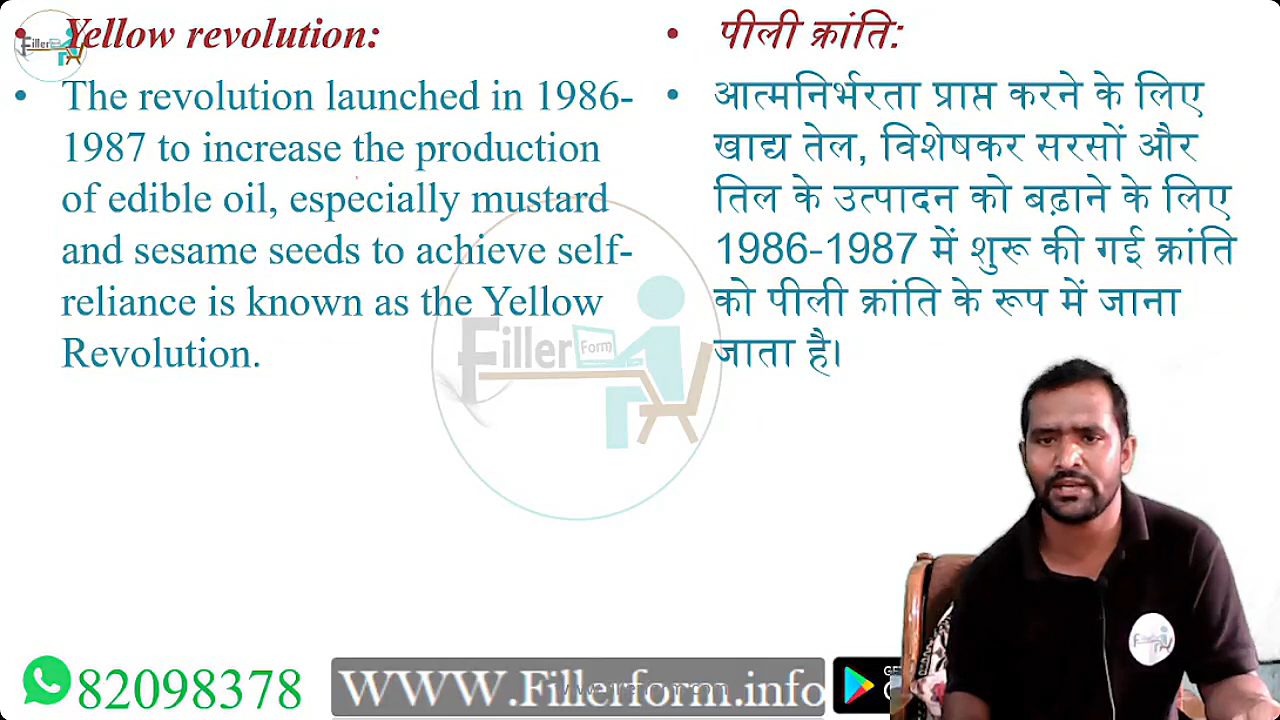 Yellow revolution:
The revolution launched in 1986-
1987 to increase the production
of edible oil, especially mustard
and sesame seeds to achieve self-
reliance is known as the Yellow
Revolution.
पीली क्रांति:
आत्मनिर्भरता प्राप्त करने के लिए
खाद्य तेल, विशेषकर सरसों और
तिल के उत्पादन को बढ़ाने के लिए
1986-1987 में शुरू की गई क्रांति
को पीली क्रांति के रूप में जाना
जाता है।
Filler Form
82098378
WWW.Fillerform.info